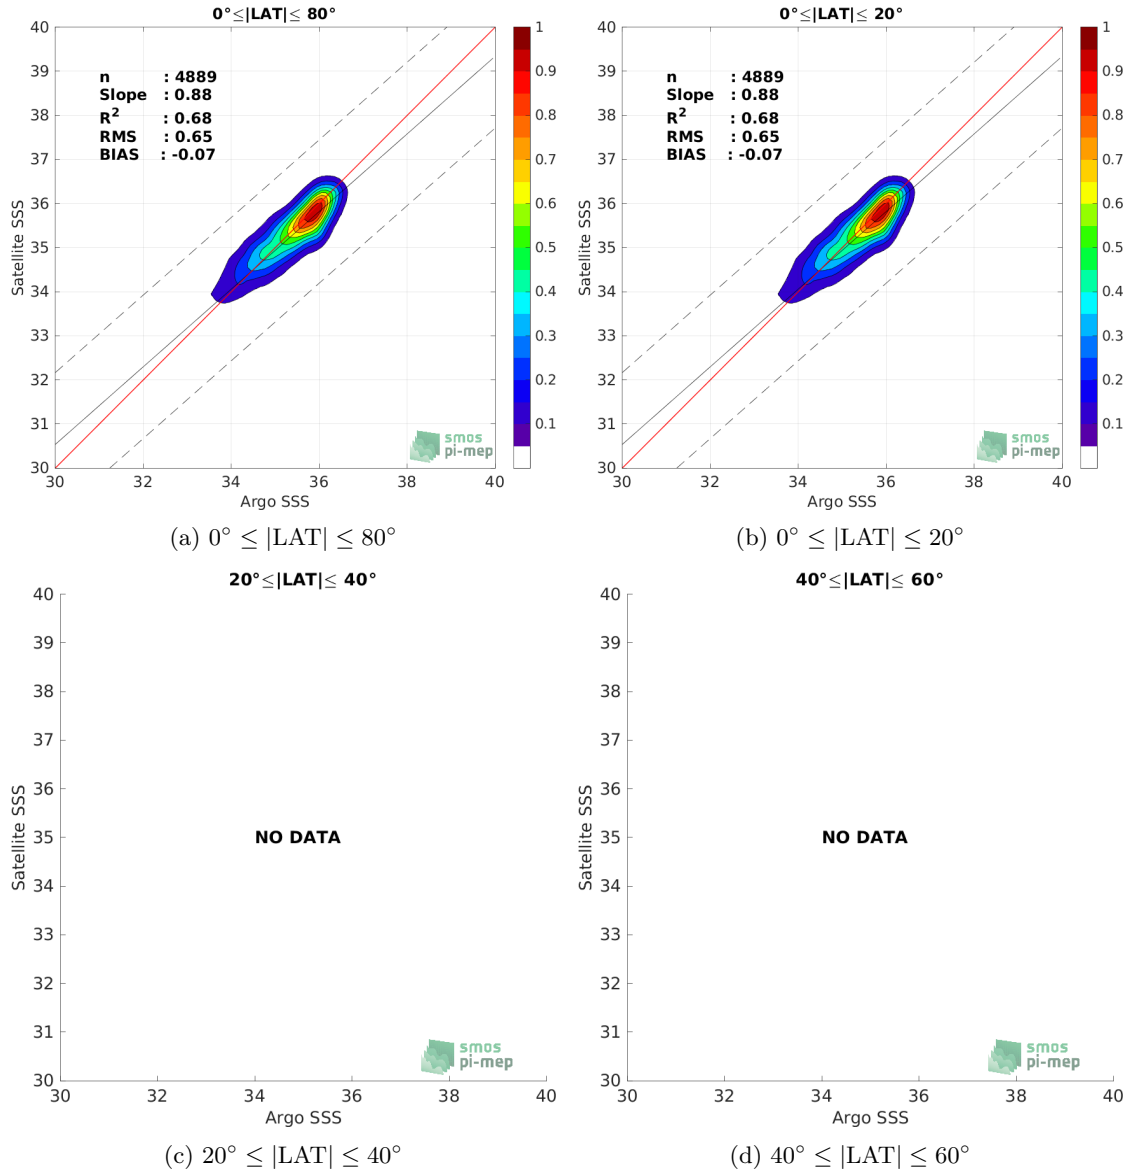 0°≤|LAT|≤ 80°
40
39
38
37
36
35
34
33
32
31
30
Satellite SSS
n : 4889
Slope : 0.88
R2 : 0.68
RMS : 0.65
BIAS : -0.07
smos
pi-mep
30 32 34 36 38 40
Argo SSS
1
0.9
0.8
0.7
0.6
0.5
0.4
0.3
0.2
0.1
(a) 0° ≤ |LAT| ≤ 80°
0°≤|LAT|≤ 20°
40
39
38
37
36
35
34
33
32
31
30
Satellite SSS
n : 4889
Slope : 0.88
R2 : 0.68
RMS : 0.65
BIAS : -0.07
smos
pi-mep
30 32 34 36 38 40
Argo SSS
1
0.9
0.8
0.7
0.6
0.5
0.4
0.3
0.2
0.1
(b) 0° ≤ |LAT| ≤ 20°
20°≤|LAT|≤ 40°
40
39
38
37
36
35
34
33
32
31
30
Satellite SSS
NO DATA
smos
pi-mep
30 32 34 36 38 40
Argo SSS
(c) 20° ≤ |LAT| ≤ 40°
40°≤|LAT|≤ 60°
40
39
38
37
36
35
34
33
32
31
30
Satellite SSS
NO DATA
smos
pi-mep
30 32 34 36 38 40
Argo SSS
(d) 40° ≤ |LAT| ≤ 60°